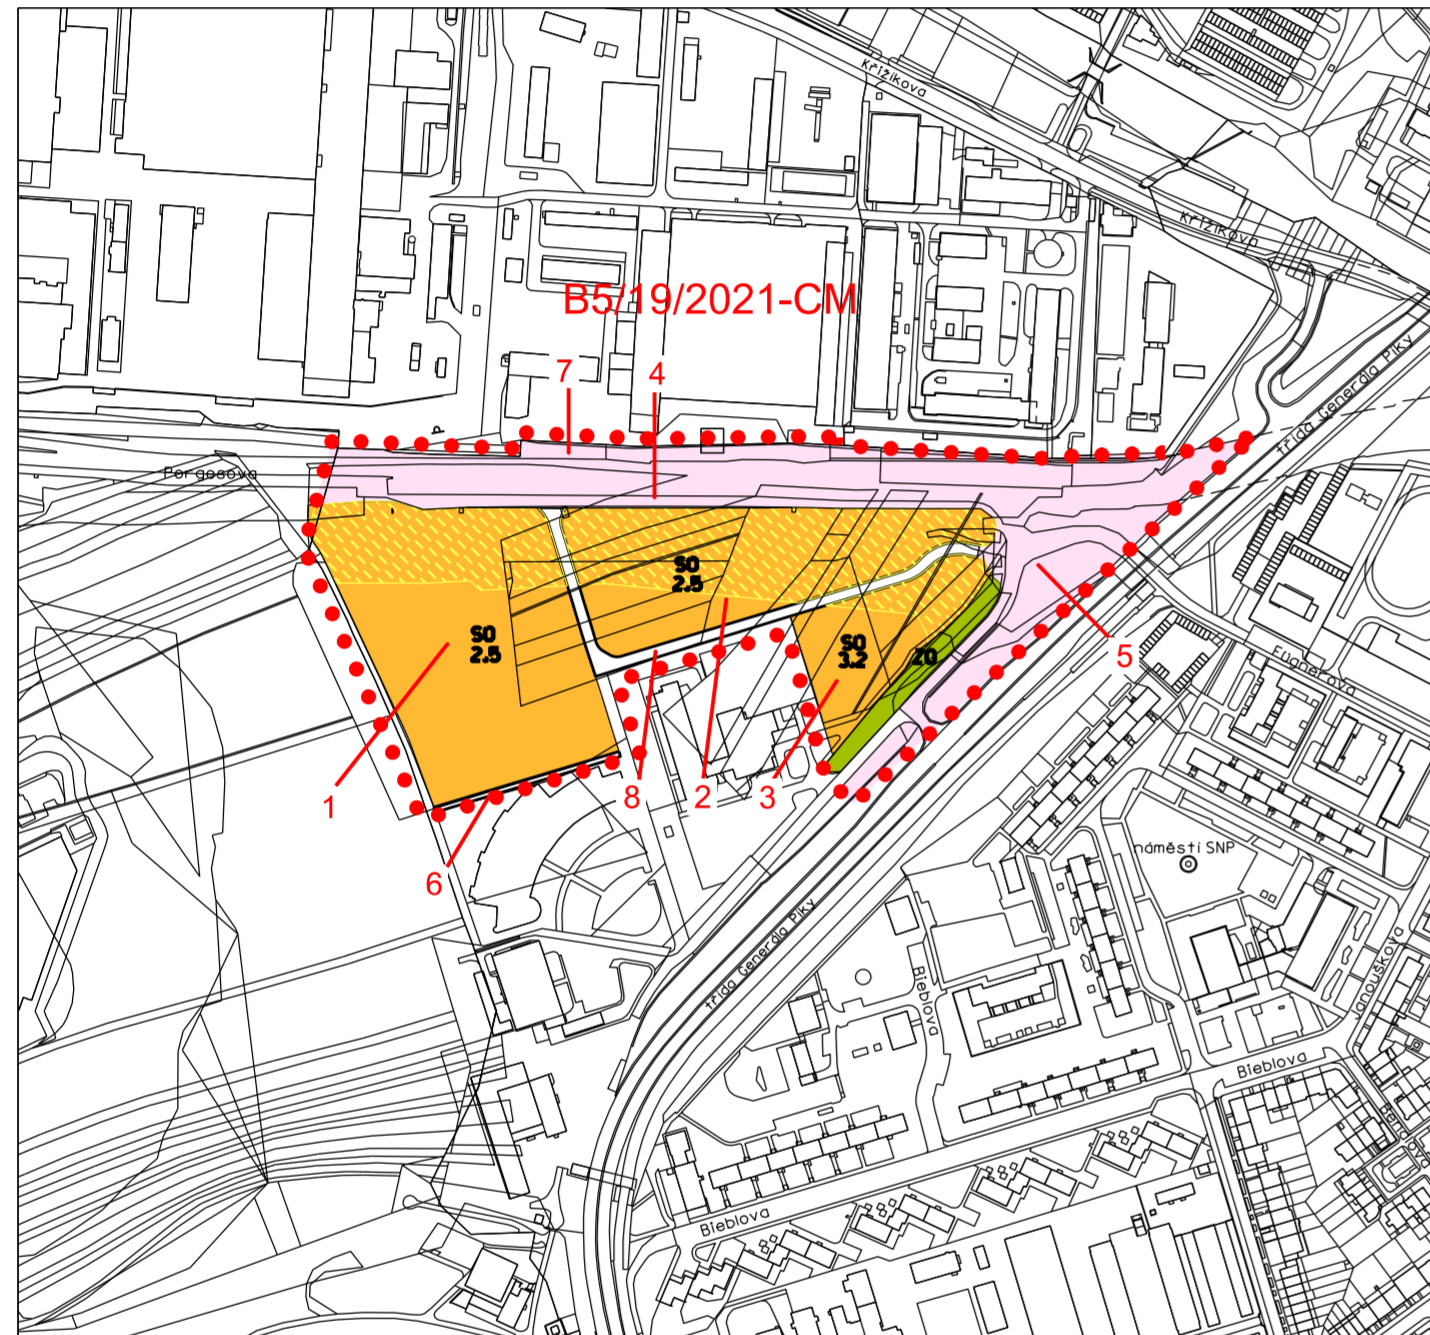 Křižíkova
Křižíkova
B5/19/2021-CM
7
4
třída Generála Píky
Porgesova
SO
2.5
SO
2.5
SO
3.2
ZO
5
Fügnerova
1
8
2
3
6
náměstí SNP
třída Generála Píky
Bieblova
Janouškova
Bieblova
Bieblova